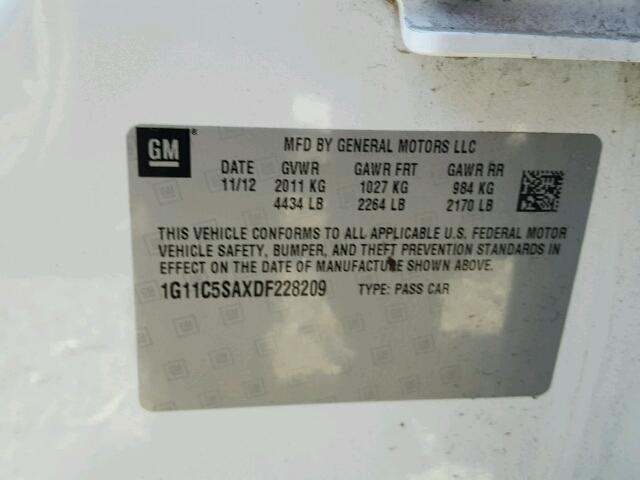 GM ® MFD BY GENERAL MOTORS LLC
DATE GVWR GAWR FRT GAWR RR
11/12 2011 KG 1027 KG 984 KG
4434 LB 2264 LB 2170 LB
THIS VEHICLE CONFORMS TO ALL APPLICABLE U.S. FEDERAL MOTOR
VEHICLE SAFETY, BUMPER, AND THEFT PREVENTION STANDARDS IN
EFFECT ON THE DATE OF MANUFACTURE SHOWN ABOVE.
1G11C5SAXDF228209 TYPE: PASS CAR